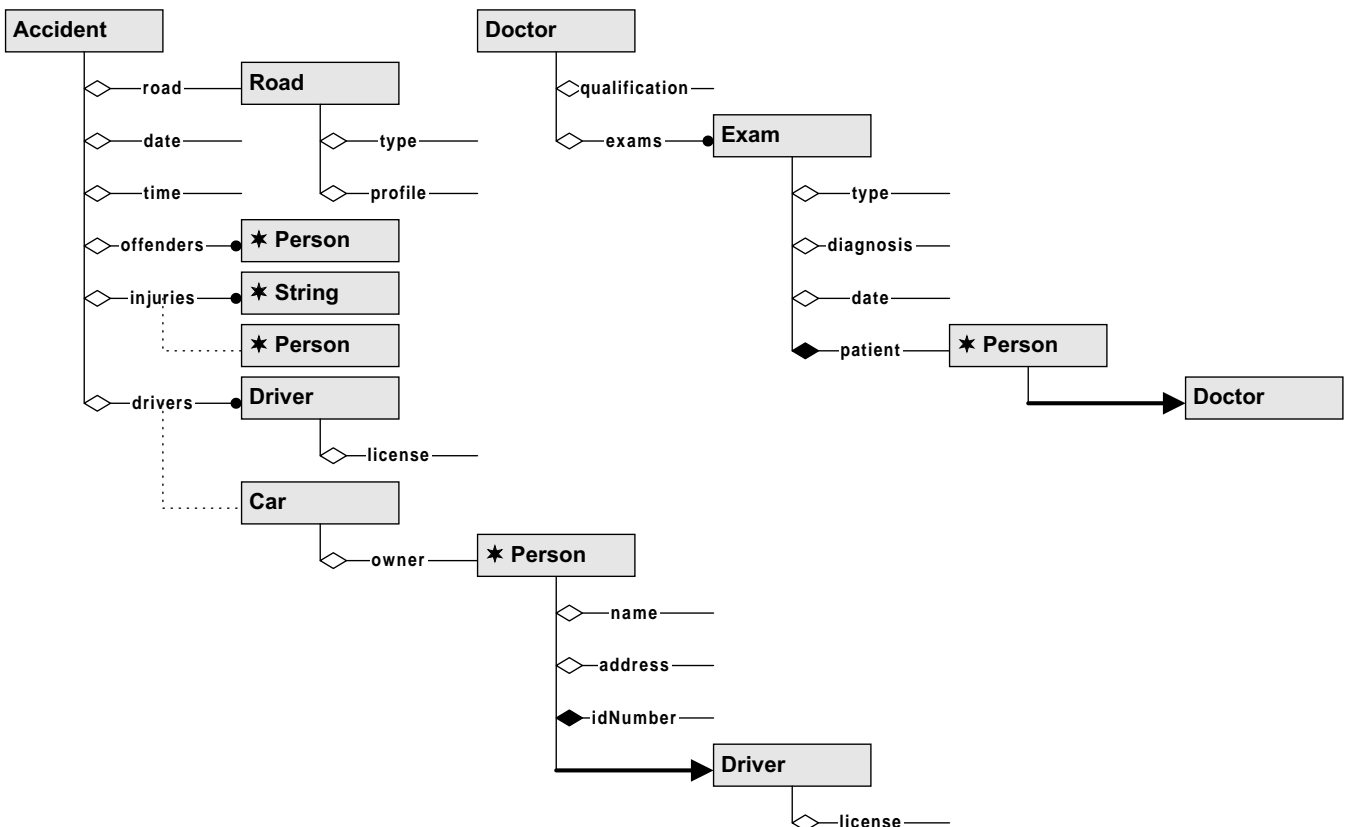 Accident
Doctor
road
Road
qualification
exams
Exam
date
type
time
profile
type
offenders
✶ Person
diagnosis
injuries
✶ String
date
✶ Person
patient
✶ Person
drivers
Driver
Doctor
license
Car
owner
✶ Person
name
address
idNumber
Driver
license